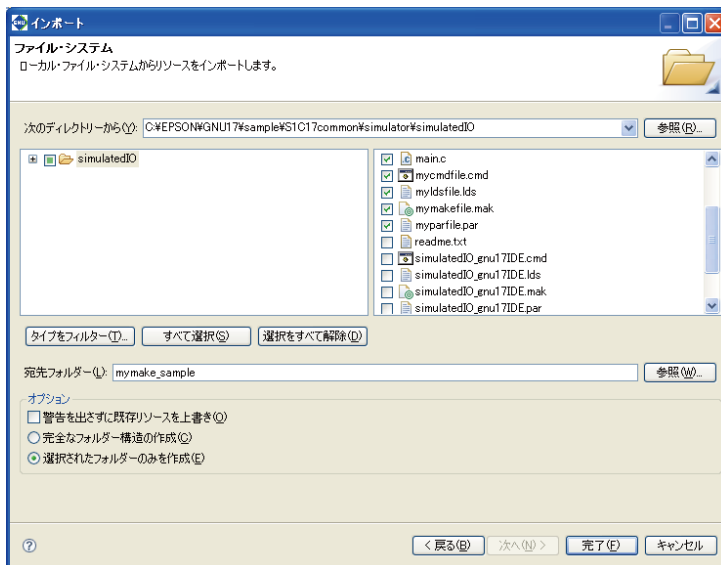 インポート
ファイル・システム
ローカル・ファイル・システムからリソースをインポートします。
次のディレクトリーから(Y): C:¥EPSON¥GNU17¥sample¥S1C17common¥simulator¥simulatedIO 参照(R)...
simulatedIO
main.c
mycmdfile.cmd
myldsfile.lds
mymakefile.mak
myparfile.par
readme.txt
simulatedIO_gnu17IDE.cmd
simulatedIO_gnu17IDE.lds
simulatedIO_gnu17IDE.mak
simulatedIO_gnu17IDE.par
タイプをフィルター(T)... すべて選択(S) 選択をすべて解除(D)
宛先フォルダー(L): mymake_sample 参照(W)...
オプション
警告を出さずに既存リソースを上書き(O)
完全なフォルダー構造の作成(C)
選択されたフォルダーのみを作成(E)
< 戻る(B) 次へ(N) > 完了(F) キャンセル